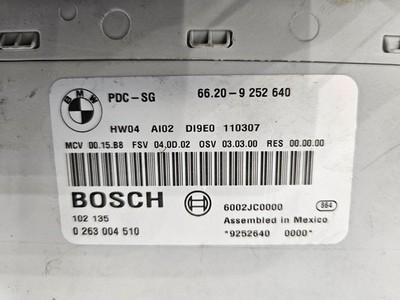 BMW
PDC-SG 66.20-9 252 640
HW04 AI02 DI9E0 110307
MCV 00.15.B8 FSV 04.0D.02 OSV 03.03.00 RES 00.00.00
BOSCH
6002JC0000 864
102 135 Assembled in Mexico
0 263 004 510 *9252640 0000*